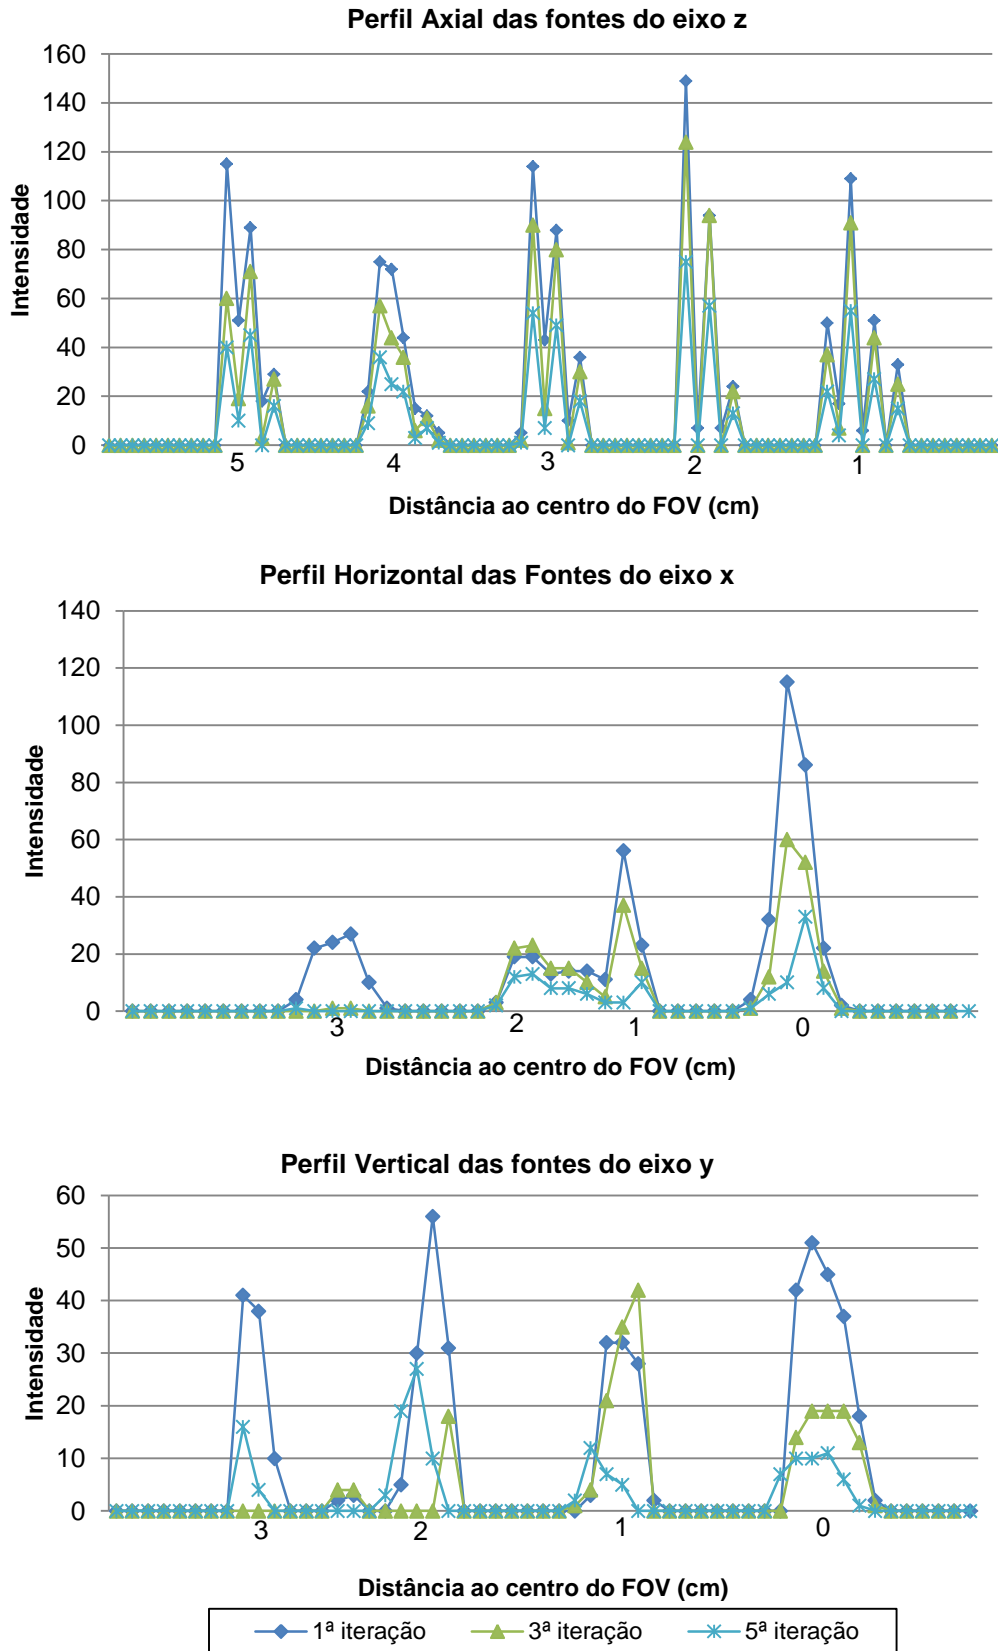 Perfil Axial das fontes do eixo z
160
140
120
100
80
60
40
20
0
Intensidade
5 4 3 2 1
Distância ao centro do FOV (cm)
Perfil Horizontal das Fontes do eixo x
140
120
100
80
60
40
20
0
Intensidade
3 2 1 0
Distância ao centro do FOV (cm)
Perfil Vertical das fontes do eixo y
60
50
40
30
20
10
0
Intensidade
3 2 1 0
Distância ao centro do FOV (cm)
1ª iteração 3ª iteração 5ª iteração